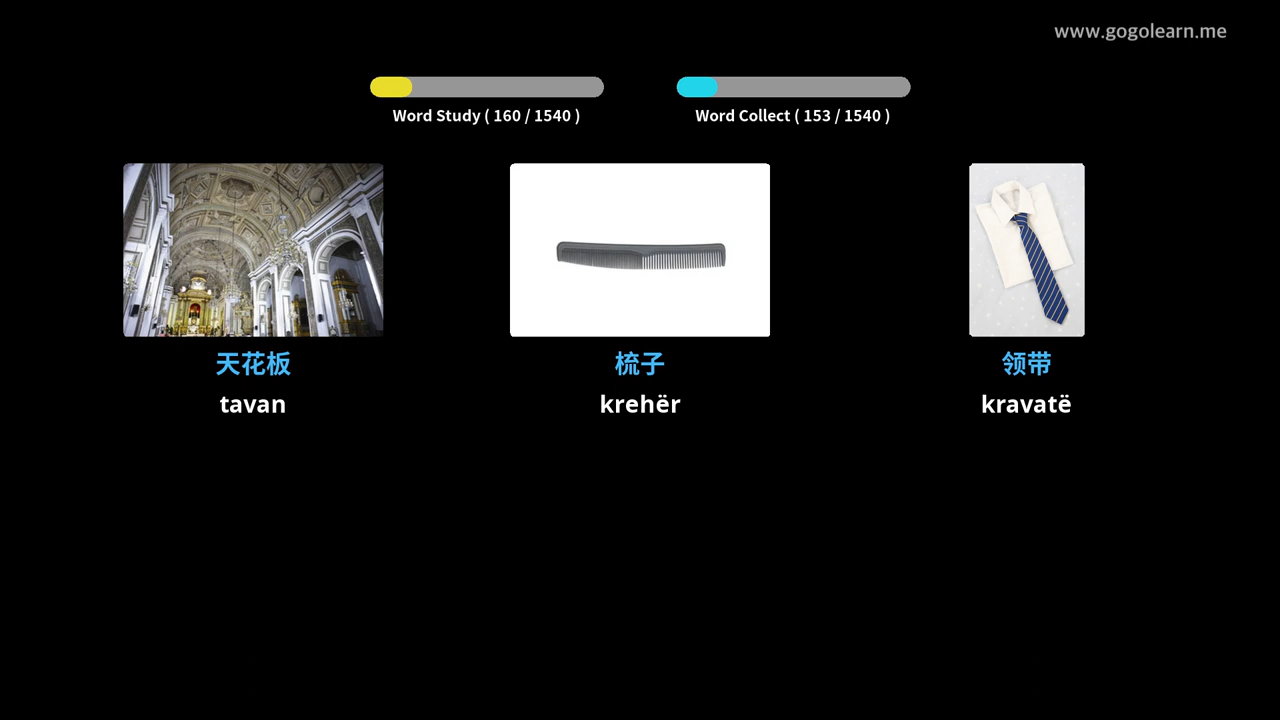 www.gogolearn.me
Word Study ( 160 / 1540 )
Word Collect ( 153 / 1540 )
天花板
梳子
领带
tavan
krehër
kravatë